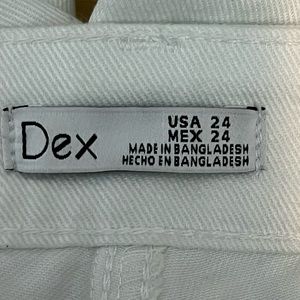 Dex
USA 24
MEX 24
MADE IN BANGLADESH
HECHO EN BANGLADESH